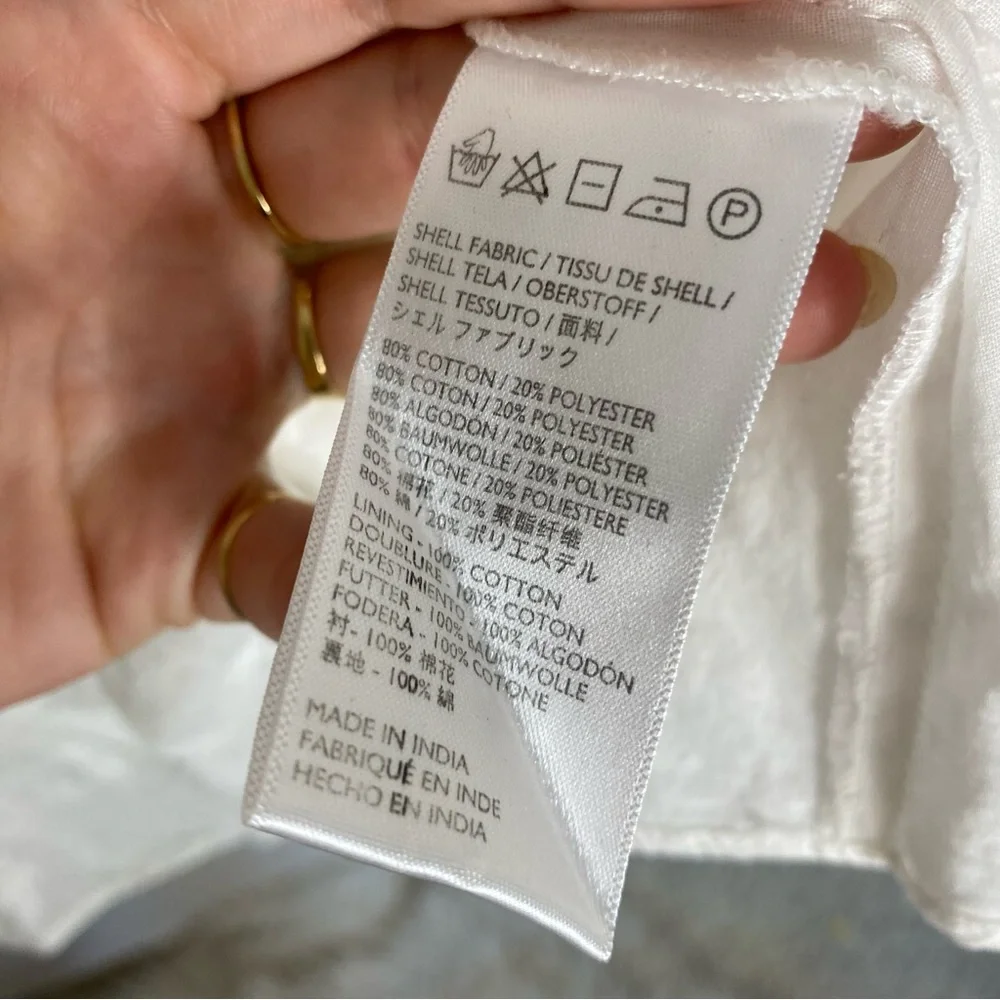 P
SHELL FABRIC / TISSU DE SHELL /
SHELL TELA / OBERSTOFF /
SHELL TESSUTO / 面料 /
シェル ファブリック
80% COTTON / 20% POLYESTER
80% COTON / 20% POLYESTER
80% ALGODÓN / 20% POLIÉSTER
80% BAUMWOLLE / 20% POLYESTER
80% COTONE / 20% POLIESTERE
80% 棉花 / 20% 聚酯纤维
80% 綿 / 20% ポリエステル
LINING - 100% COTTON
DOUBLURE - 100% COTON
REVESTIMIENTO - 100% ALGODÓN
FUTTER - 100% BAUMWOLLE
FODERA - 100% COTONE
衬 - 100% 棉花
裏地 - 100% 綿
MADE IN INDIA
FABRIQUÉ EN INDE
HECHO EN INDIA